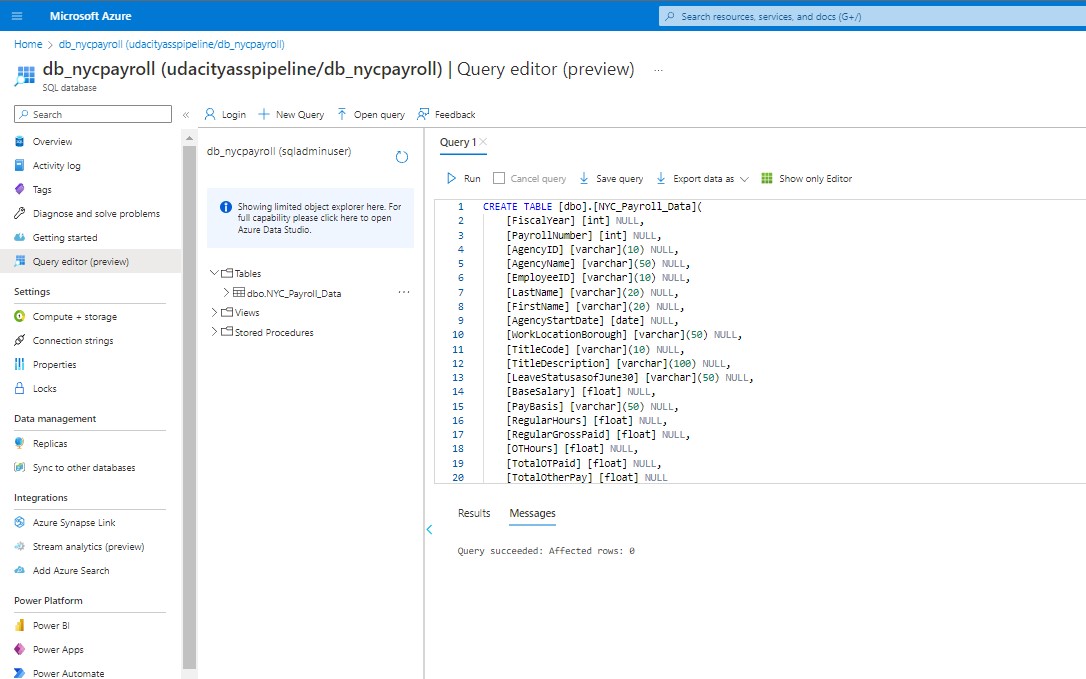 Microsoft Azure
Search resources, services, and docs (G+/)
Home > db_nycpayroll (udacityasspipeline/db_nycpayroll)
db_nycpayroll (udacityasspipeline/db_nycpayroll) | Query editor (preview) ...
SQL database
Search
«
Login
New Query
Open query
Feedback
Overview
Activity log
Tags
Diagnose and solve problems
Getting started
Query editor (preview)
Settings
Compute + storage
Connection strings
Properties
Locks
Data management
Replicas
Sync to other databases
Integrations
Azure Synapse Link
Stream analytics (preview)
Add Azure Search
Power Platform
Power BI
Power Apps
Power Automate
db_nycpayroll (sqladminuser)
Showing limited object explorer here. For
full capability please click here to open
Azure Data Studio.
Tables
dbo.NYC_Payroll_Data ...
Views
Stored Procedures
Query 1
Run
Cancel query
Save query
Export data as
Show only Editor
1 CREATE TABLE [dbo].[NYC_Payroll_Data](
2 [FiscalYear] [int] NULL,
3 [PayrollNumber] [int] NULL,
4 [AgencyID] [varchar](10) NULL,
5 [AgencyName] [varchar](50) NULL,
6 [EmployeeID] [varchar](10) NULL,
7 [LastName] [varchar](20) NULL,
8 [FirstName] [varchar](20) NULL,
9 [AgencyStartDate] [date] NULL,
10 [WorkLocationBorough] [varchar](50) NULL,
11 [TitleCode] [varchar](10) NULL,
12 [TitleDescription] [varchar](100) NULL,
13 [LeaveStatusasofJune30] [varchar](50) NULL,
14 [BaseSalary] [float] NULL,
15 [PayBasis] [varchar](50) NULL,
16 [RegularHours] [float] NULL,
17 [RegularGrossPaid] [float] NULL,
18 [OTHours] [float] NULL,
19 [TotalOTPaid] [float] NULL,
20 [TotalOtherPay] [float] NULL
Results
Messages
Query succeeded: Affected rows: 0